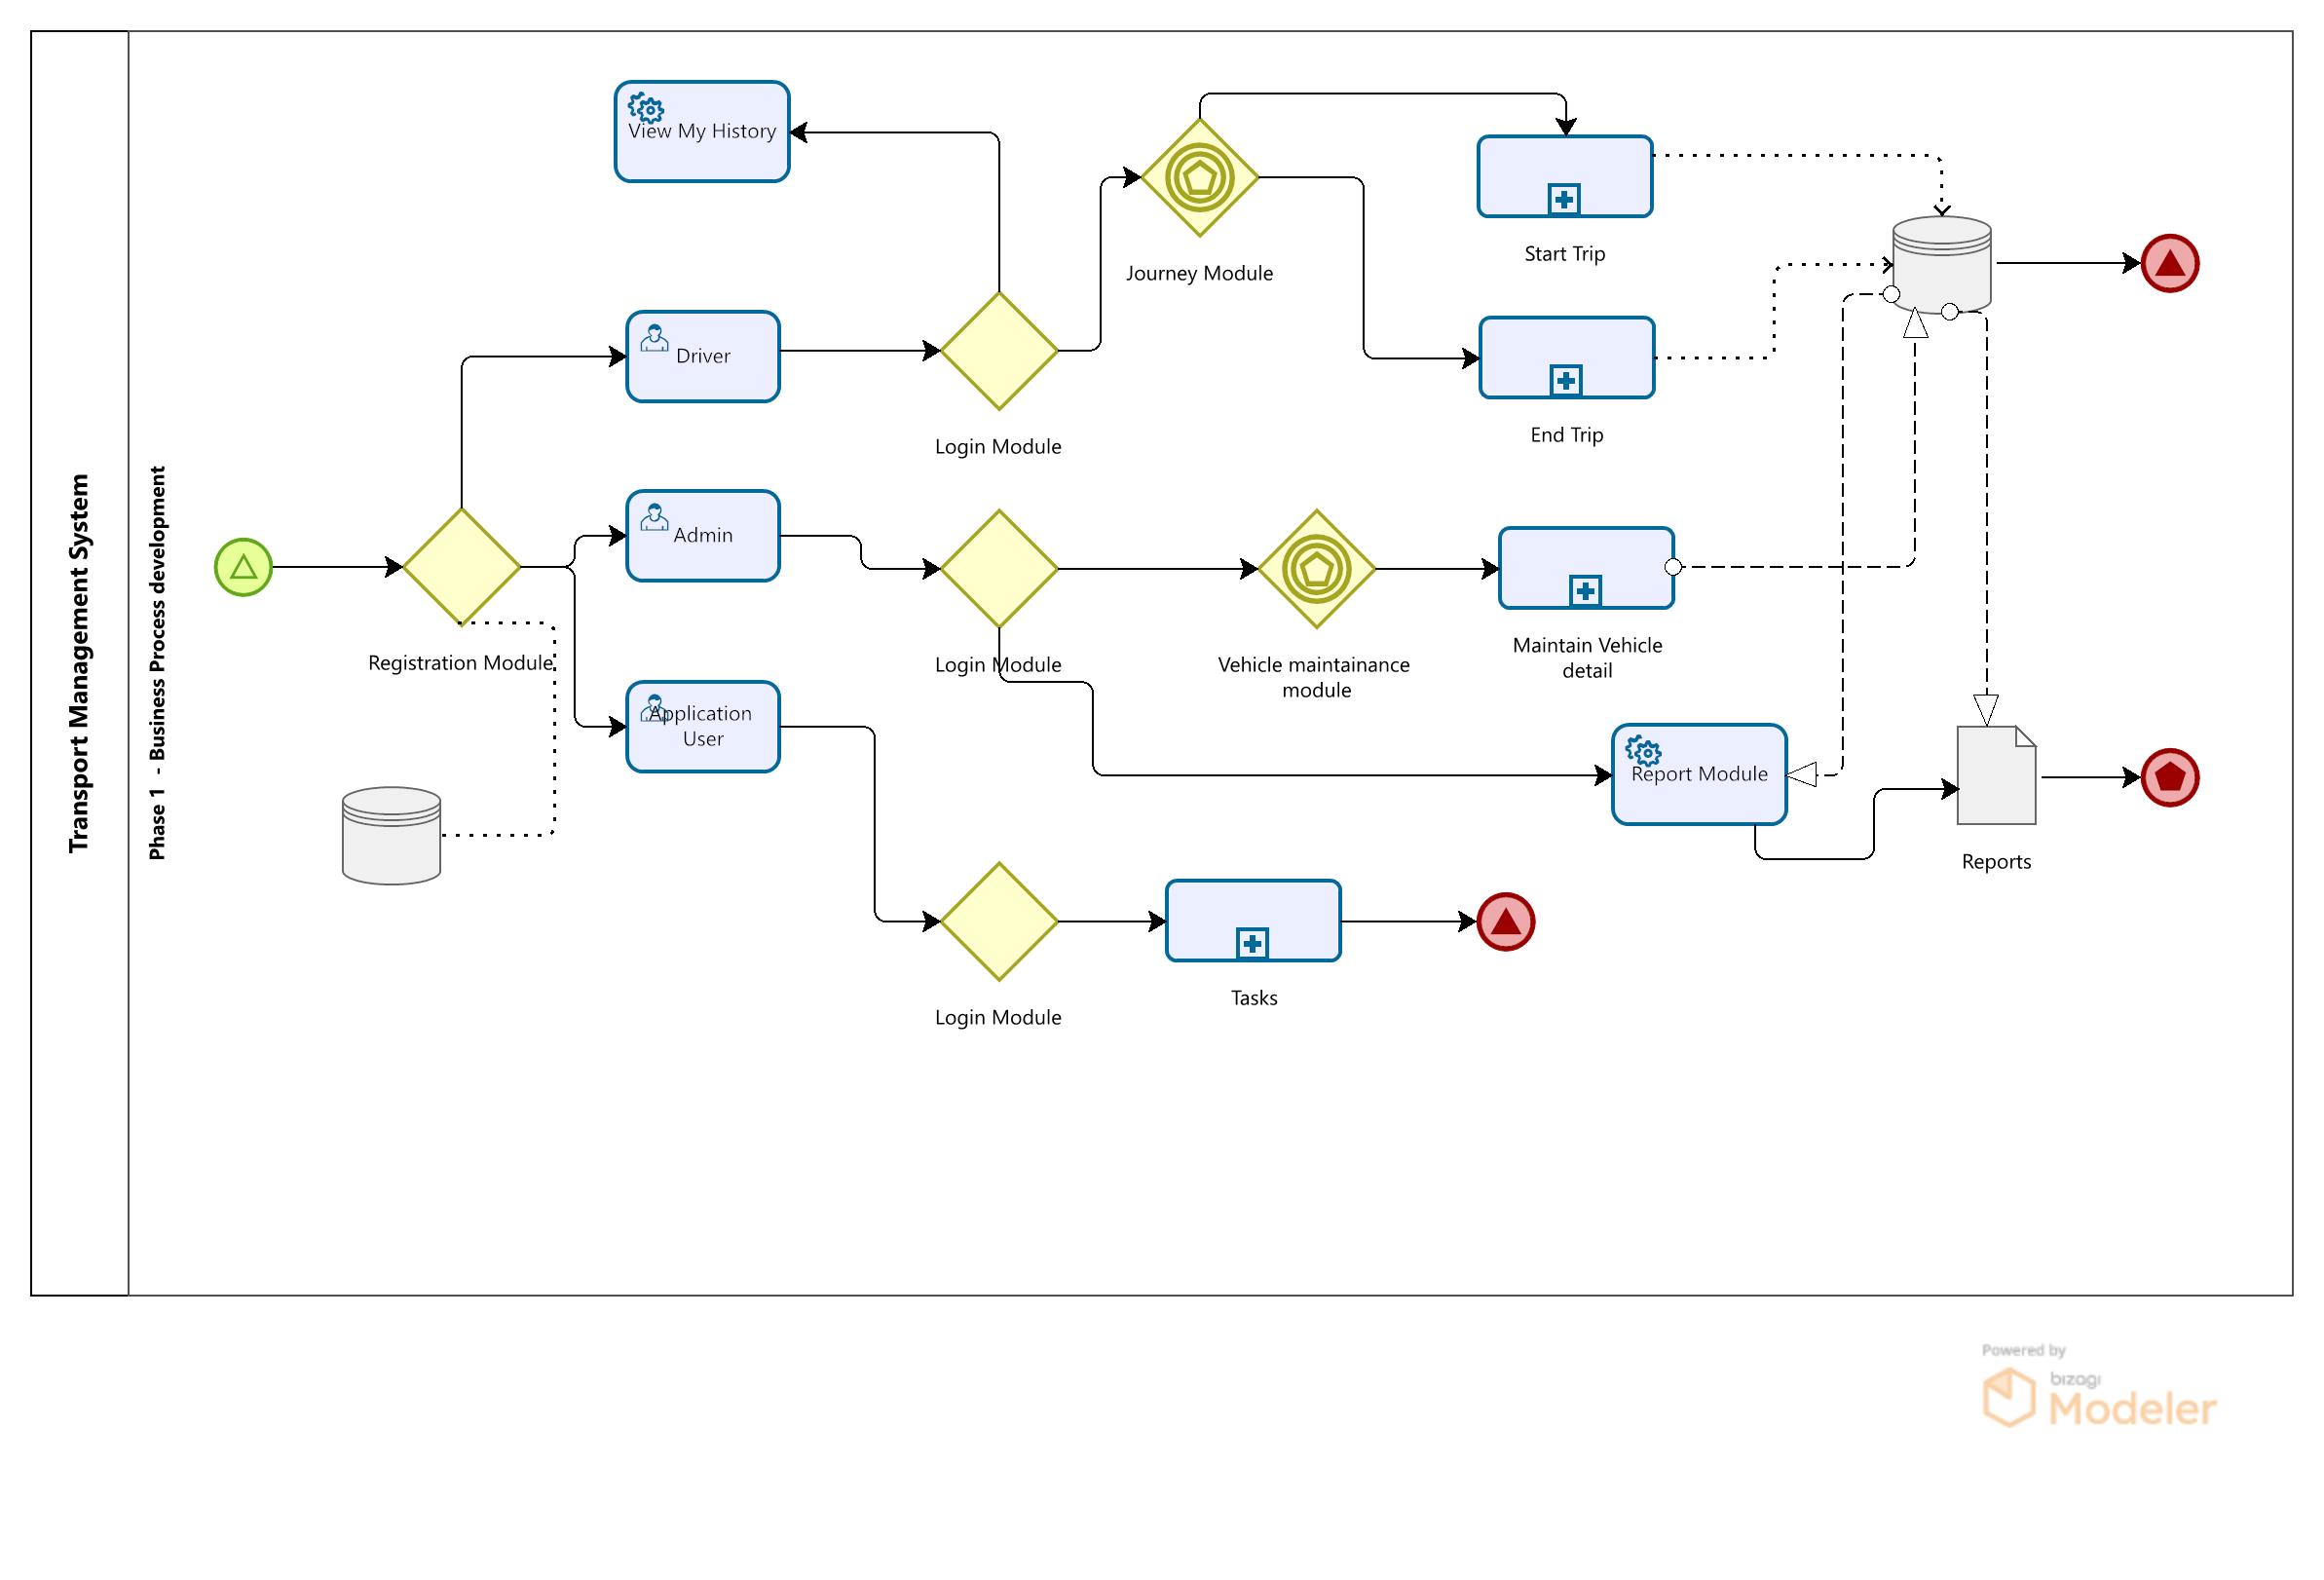 Transport Management System
Phase 1 - Business Process development
View My History
Journey Module
Start Trip
Driver
Login Module
End Trip
Admin
Registration Module
Login Module
Vehicle maintainance
module
Maintain Vehicle
detail
Application
User
Report Module
Reports
Login Module
Tasks
Powered by
bizagi
Modeler